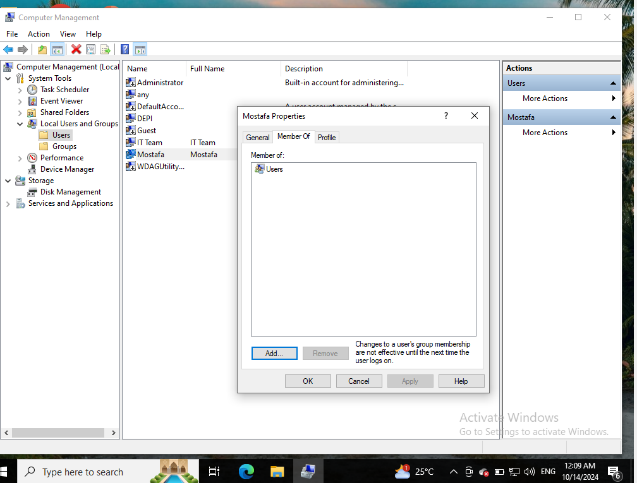 Computer Management
File Action View Help
Computer Management (Local
System Tools
Task Scheduler
Event Viewer
Shared Folders
Local Users and Groups
Users
Groups
Performance
Device Manager
Storage
Disk Management
Services and Applications
Name Full Name Description
Administrator Built-in account for administering...
any
DefaultAcco...
DEPI
Guest
IT Team IT Team
Mostafa Mostafa
WDAGUtility...
Mostafa Properties
General Member Of Profile
Member of:
Users
Add... Remove
Changes to a user's group membership
are not effective until the next time the
user logs on.
OK Cancel Apply Help
Actions
Users
More Actions
Mostafa
More Actions
Activate Windows
Go to Settings to activate Windows.
Type here to search
25°C
ENG
12:09 AM
10/14/2024
6